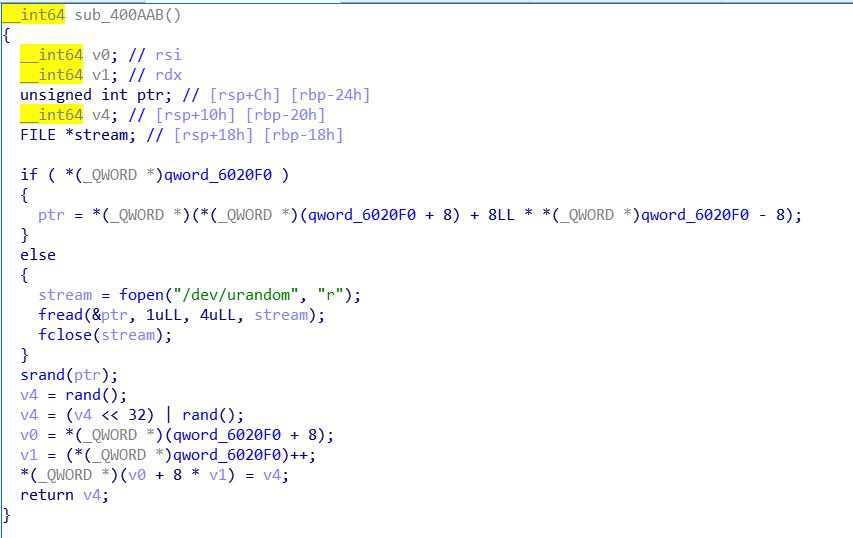 __int64 sub_400AAB()
{
  __int64 v0; // rsi
  __int64 v1; // rdx
  unsigned int ptr; // [rsp+Ch] [rbp-24h]
  __int64 v4; // [rsp+10h] [rbp-20h]
  FILE *stream; // [rsp+18h] [rbp-18h]

  if ( *(_QWORD *)qword_6020F0 )
  {
    ptr = *(_QWORD *)(*(_QWORD *)(qword_6020F0 + 8) + 8LL * *(_QWORD *)qword_6020F0 - 8);
  }
  else
  {
    stream = fopen("/dev/urandom", "r");
    fread(&ptr, 1uLL, 4uLL, stream);
    fclose(stream);
  }
  srand(ptr);
  v4 = rand();
  v4 = (v4 << 32) | rand();
  v0 = *(_QWORD *)(qword_6020F0 + 8);
  v1 = (*(_QWORD *)qword_6020F0)++;
  *(_QWORD *)(v0 + 8 * v1) = v4;
  return v4;
}